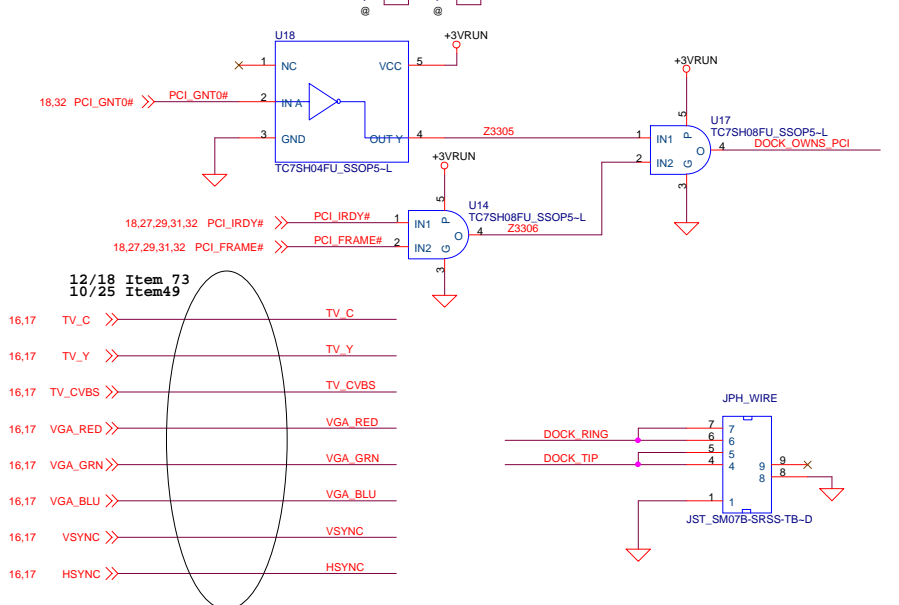 @ @
U18
+3VRUN
1 NC VCC 5
18,32 PCI_GNT0# PCI_GNT0# 2 IN A
3 GND OUT Y 4 Z3305
TC7SH04FU_SSOP5~L
+3VRUN
5
U17
TC7SH08FU_SSOP5~L
1 IN1 P O 4 DOCK_OWNS_PCI
2 IN2 G
3
+3VRUN
5
U14
TC7SH08FU_SSOP5~L
18,27,29,31,32 PCI_IRDY# PCI_IRDY# 1 IN1 P
O 4 Z3306
18,27,29,31,32 PCI_FRAME# PCI_FRAME# 2 IN2 G
3
12/18 Item 73
10/25 Item49
16,17 TV_C TV_C
16,17 TV_Y TV_Y
16,17 TV_CVBS TV_CVBS
16,17 VGA_RED VGA_RED
16,17 VGA_GRN VGA_GRN
16,17 VGA_BLU VGA_BLU
16,17 VSYNC VSYNC
16,17 HSYNC HSYNC
JPH_WIRE
7 7
DOCK_RING 6 6
5 5
DOCK_TIP 4 4 9 9
8 8
1 1
JST_SM07B-SRSS-TB~D